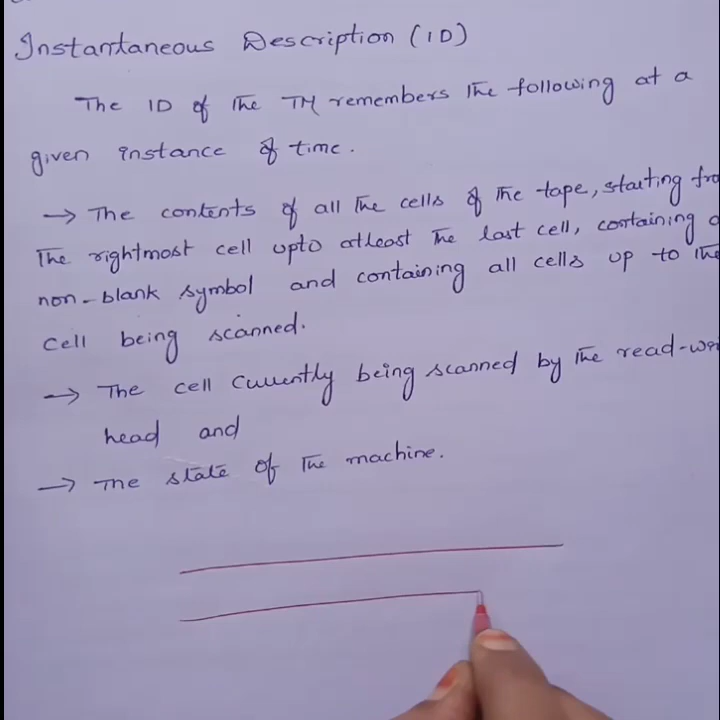 Instantaneous Description (ID)
The ID of the TM remembers the following at a
given instance of time.
→ The contents of all the cells of the tape, starting fro
The rightmost cell upto atleast the last cell, containing a
non-blank symbol and containing all cells up to the
cell being scanned.
→ The cell currently being scanned by the read-wri
head and
→ The state of the machine.